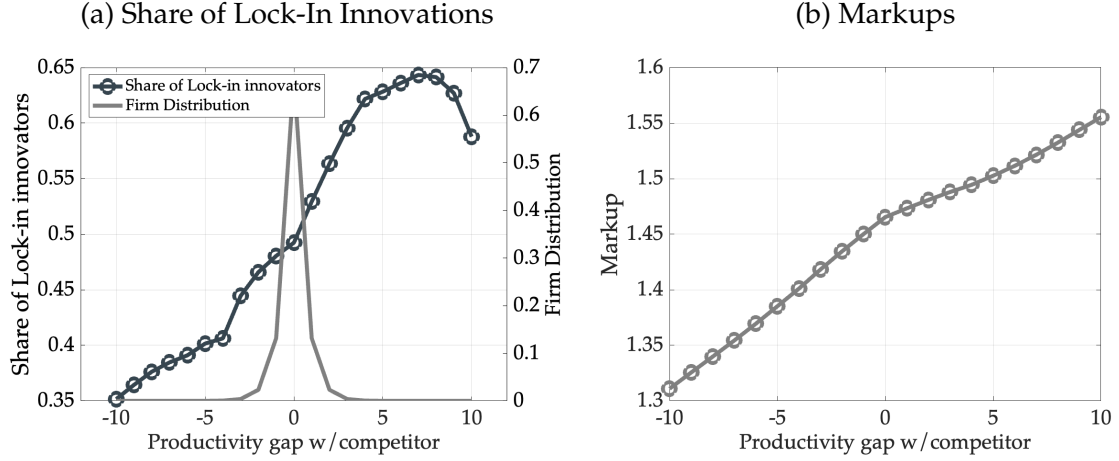 (a) Share of Lock-In Innovations
0.65
0.6
0.55
0.5
0.45
0.4
0.35
Share of Lock-in innovators
Share of Lock-in innovators
Firm Distribution
0.7
0.6
0.5
0.4
0.3
0.2
0.1
0
Firm Distribution
-10 -5 0 5 10
Productivity gap w/competitor
(b) Markups
1.6
1.55
1.5
1.45
1.4
1.35
1.3
Markup
-10 -5 0 5 10
Productivity gap w/competitor